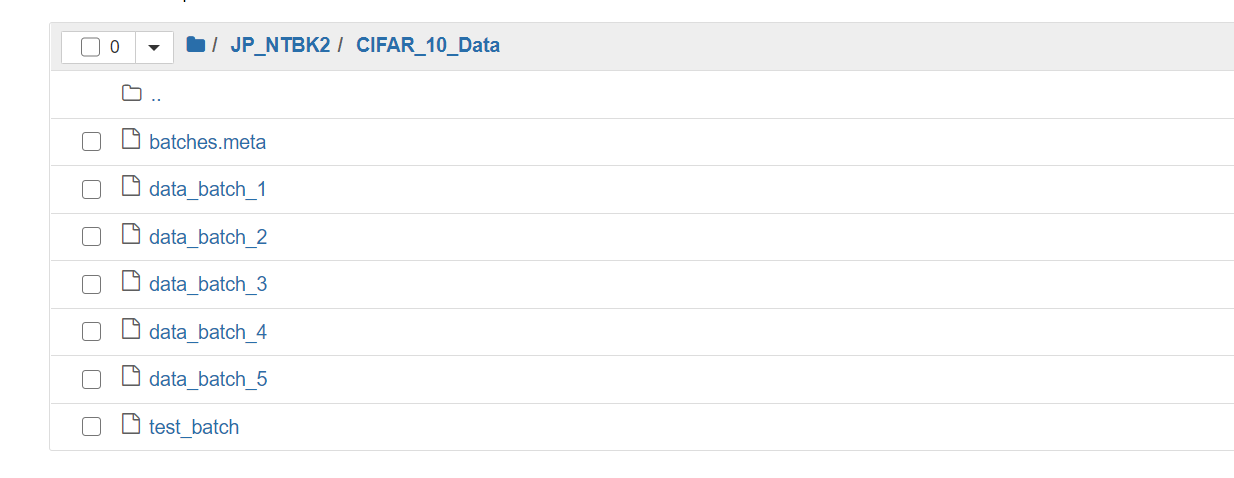 0 / JP_NTBK2 / CIFAR_10_Data
..
batches.meta
data_batch_1
data_batch_2
data_batch_3
data_batch_4
data_batch_5
test_batch